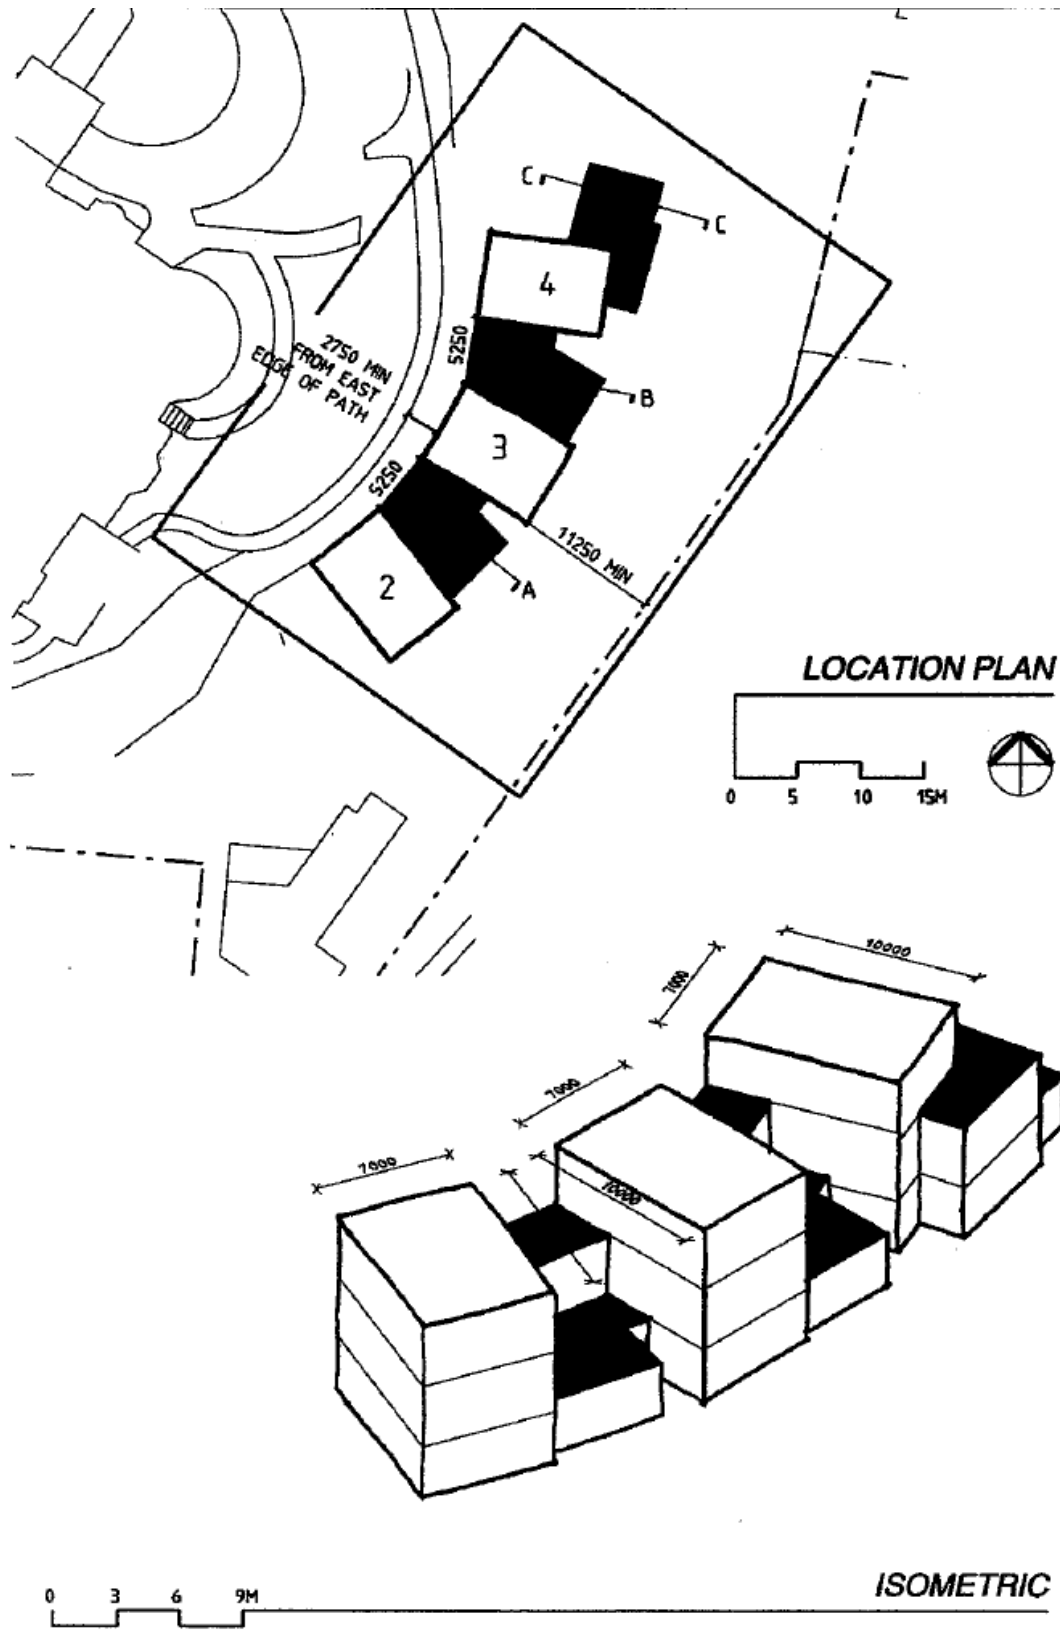 C
C
4
5250
2750 MIN
FROM EAST
EDGE OF PATH
B
3
5250
11250 MIN
2
A
LOCATION PLAN
0 5 10 15M
10000
7000
7000
7000
10000
ISOMETRIC
0 3 6 9M